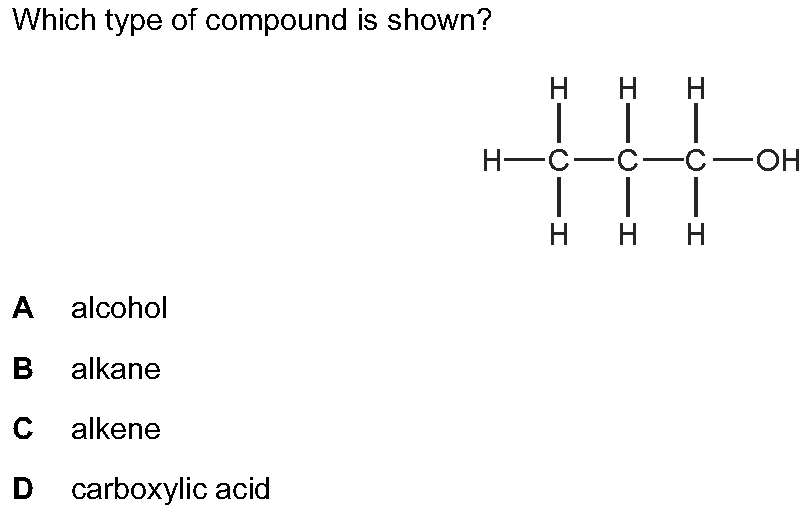 Which type of compound is shown?
H H H
H C C C OH
H H H
A alcohol
B alkane
C alkene
D carboxylic acid